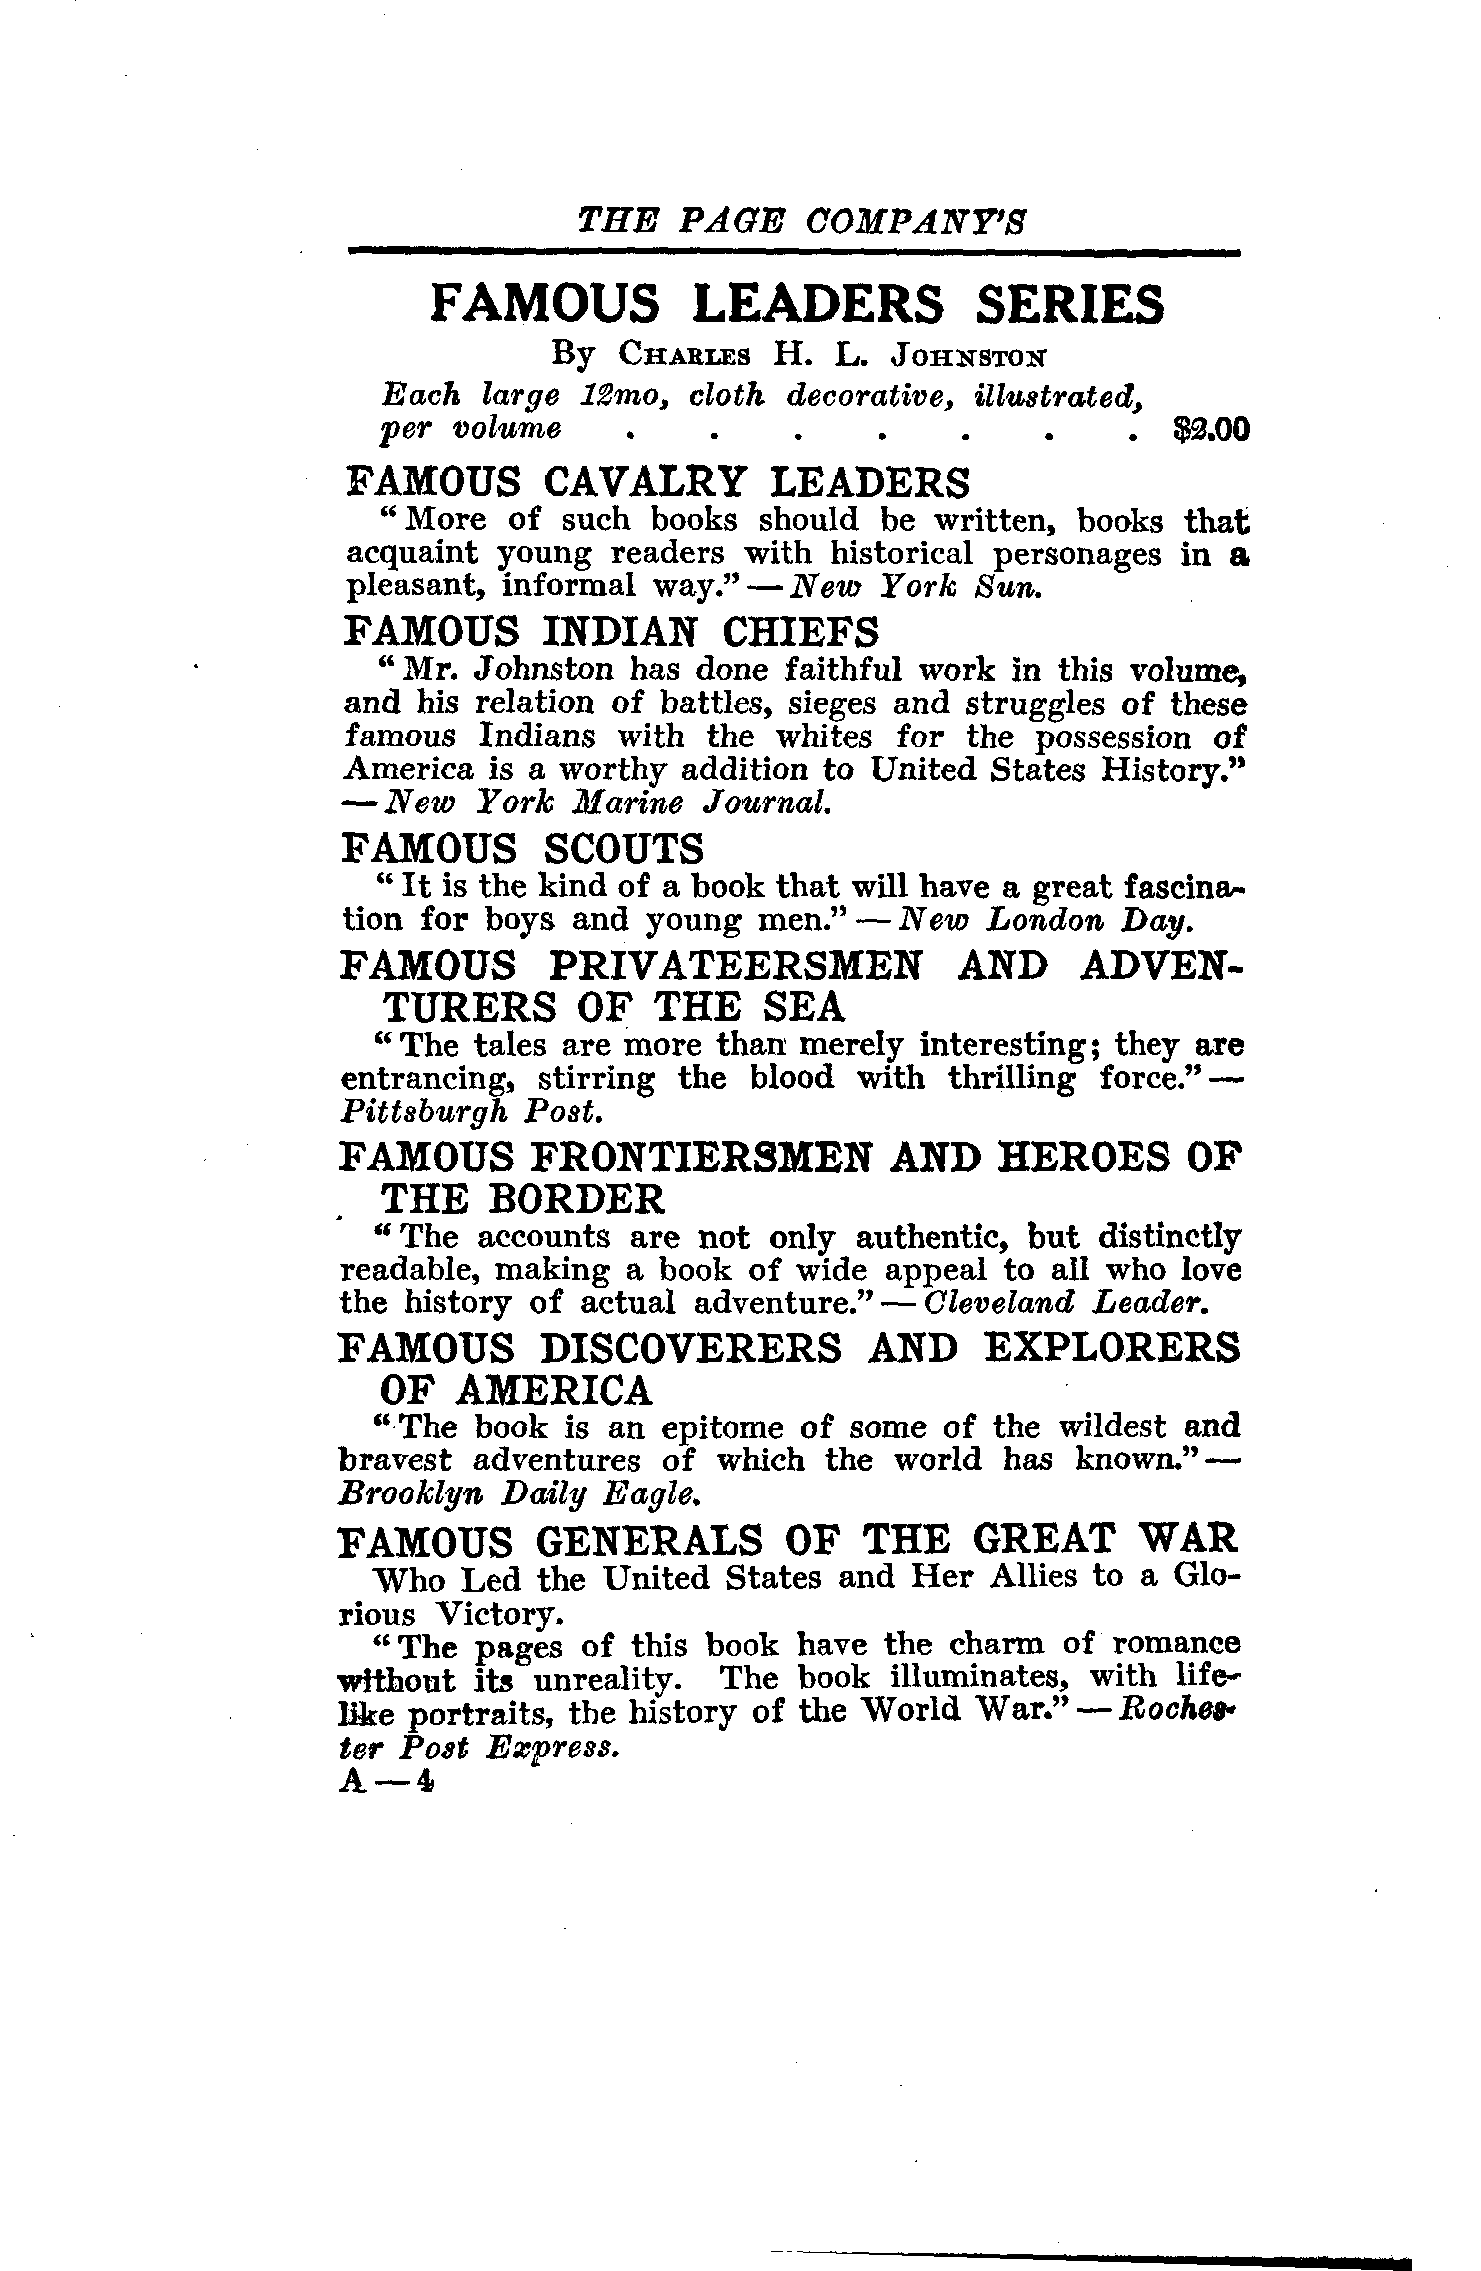 THE PAGE COMPANY'S
FAMOUS LEADERS SERIES
By CHARLES H. L. JOHNSTON
Each large 12mo, cloth decorative, illustrated,
per volume . . . . . . . $2.00
FAMOUS CAVALRY LEADERS
“More of such books should be written, books that
acquaint young readers with historical personages in a
pleasant, informal way.” — New York Sun.
FAMOUS INDIAN CHIEFS
“Mr. Johnston has done faithful work in this volume,
and his relation of battles, sieges and struggles of these
famous Indians with the whites for the possession of
America is a worthy addition to United States History.”
— New York Marine Journal.
FAMOUS SCOUTS
“It is the kind of a book that will have a great fascina-
tion for boys and young men.” — New London Day.
FAMOUS PRIVATEERSMEN AND ADVEN-
TURERS OF THE SEA
“The tales are more than merely interesting; they are
entrancing, stirring the blood with thrilling force.” —
Pittsburgh Post.
FAMOUS FRONTIERSMEN AND HEROES OF
THE BORDER
“The accounts are not only authentic, but distinctly
readable, making a book of wide appeal to all who love
the history of actual adventure.” — Cleveland Leader.
FAMOUS DISCOVERERS AND EXPLORERS
OF AMERICA
“The book is an epitome of some of the wildest and
bravest adventures of which the world has known.” —
Brooklyn Daily Eagle.
FAMOUS GENERALS OF THE GREAT WAR
Who Led the United States and Her Allies to a Glo-
rious Victory.
“The pages of this book have the charm of romance
without its unreality. The book illuminates, with life-
like portraits, the history of the World War.” — Roches-
ter Post Express.
A — 4